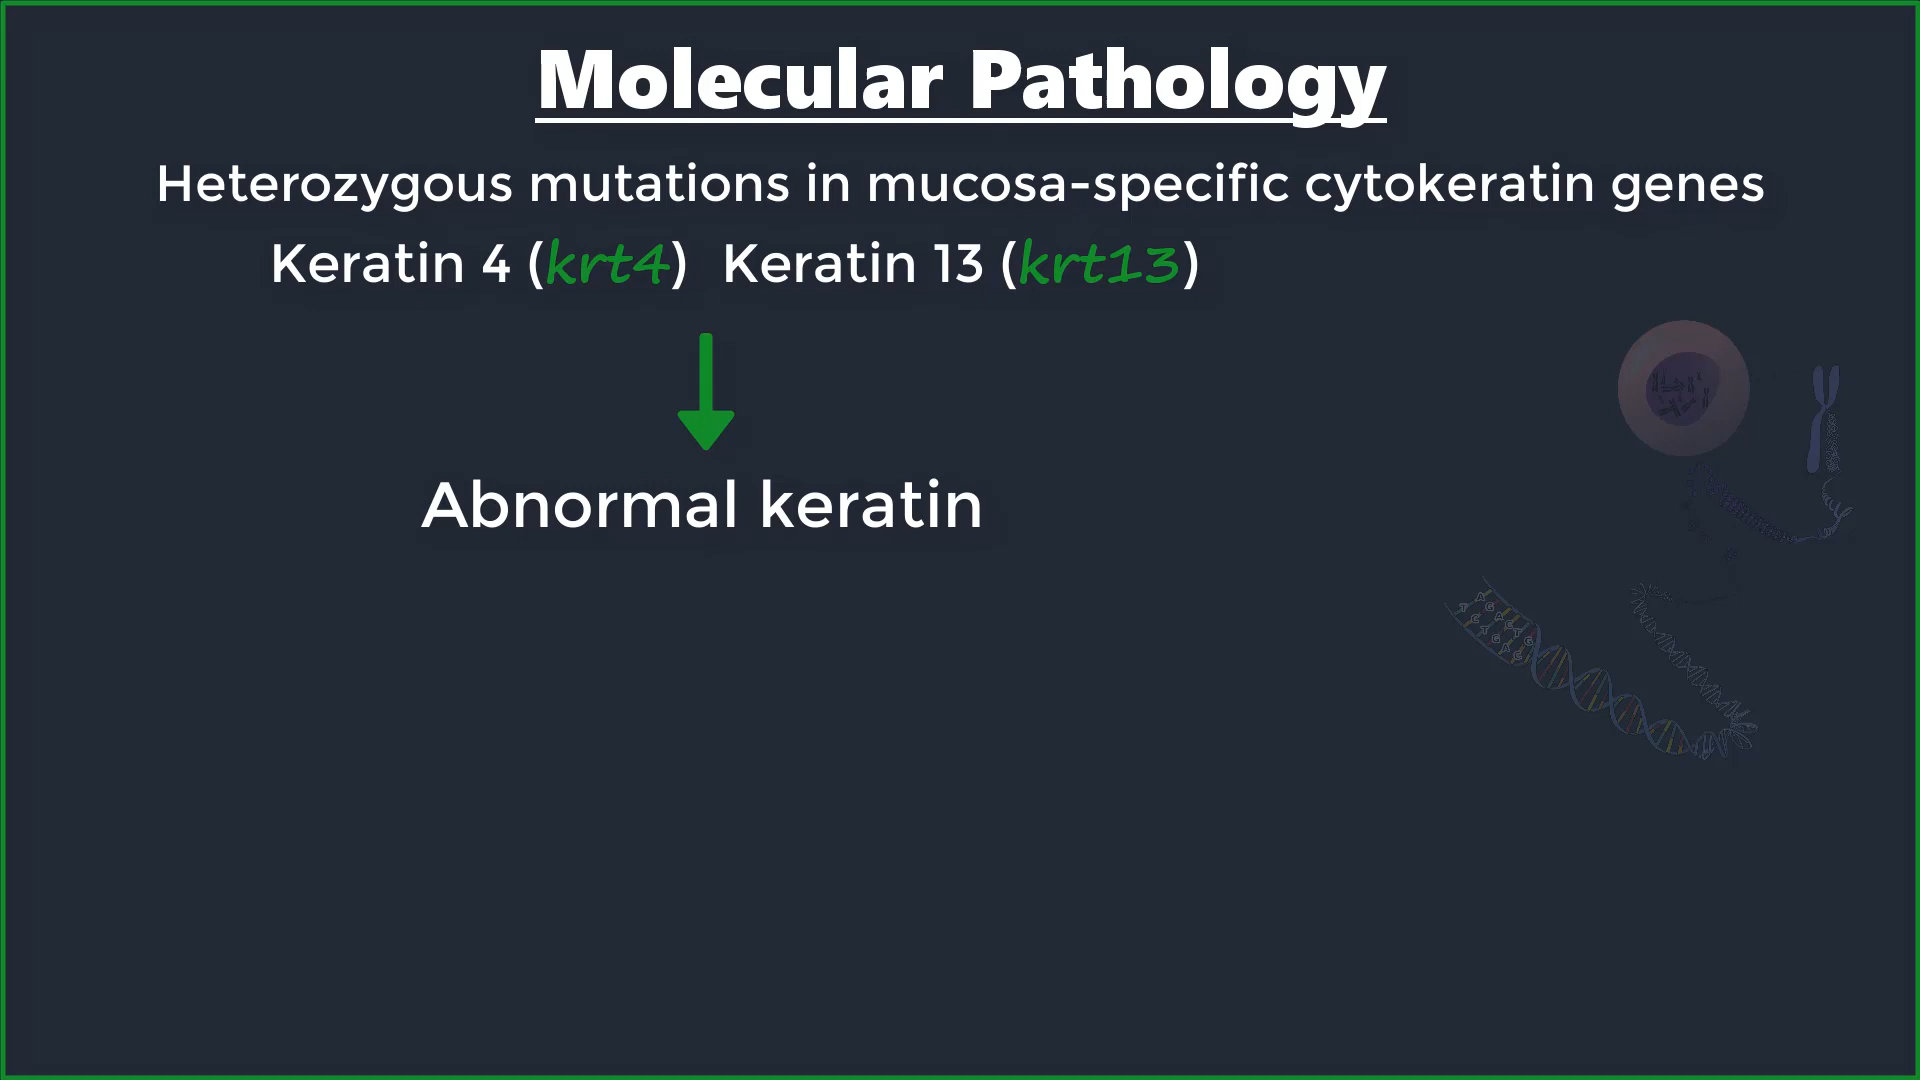 Molecular Pathology
Heterozygous mutations in mucosa-specific cytokeratin genes
Keratin 4 (krt4) Keratin 13 (krt13)
Abnormal keratin